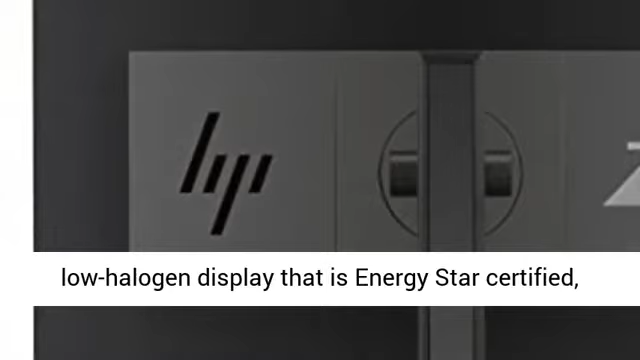 hp
Z
low-halogen display that is Energy Star certified,